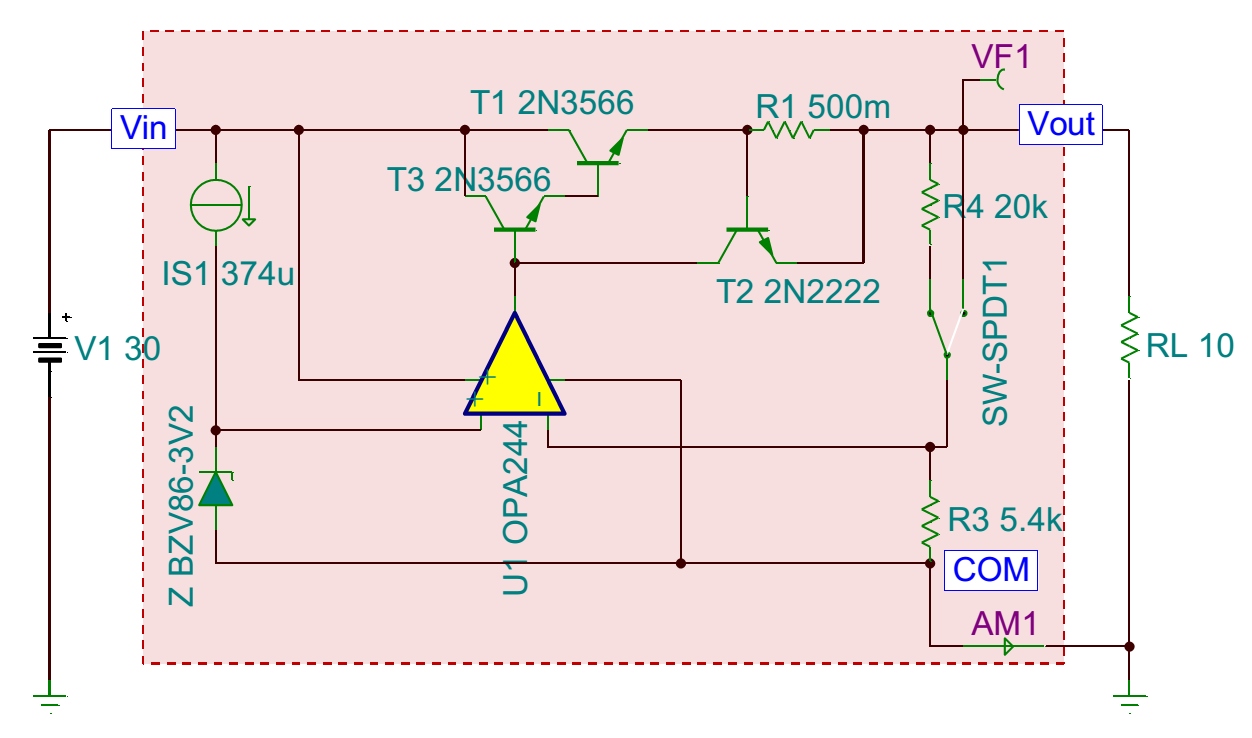 VF1
T1 2N3566
R1 500m
Vin
Vout
T3 2N3566
R4 20k
IS1 374u
T2 2N2222
SW-SPDT1
+
V1 30
RL 10
Z BZV86-3V2
U1 OPA244
R3 5.4k
COM
AM1